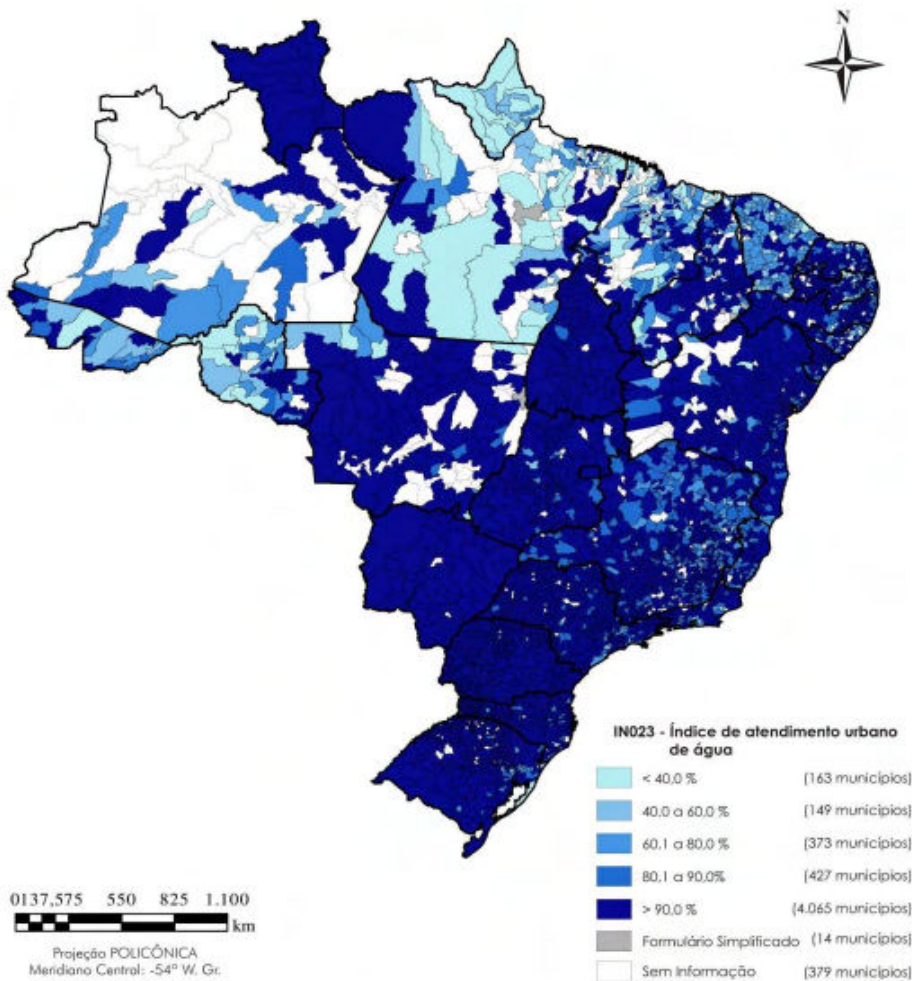 N
IN023 - Índice de atendimento urbano
de água
< 40,0 % (163 municípios)
40,0 a 60,0 % (149 municípios)
60,1 a 80,0 % (373 municípios)
80,1 a 90,0% (427 municípios)
> 90,0 % (4.065 municípios)
Formulário Simplificado (14 municípios)
Sem Informação (379 municípios)
0137,575 550 825 1.100
km
Projeção POLICÔNICA
Meridiano Central: -54º W. Gr.